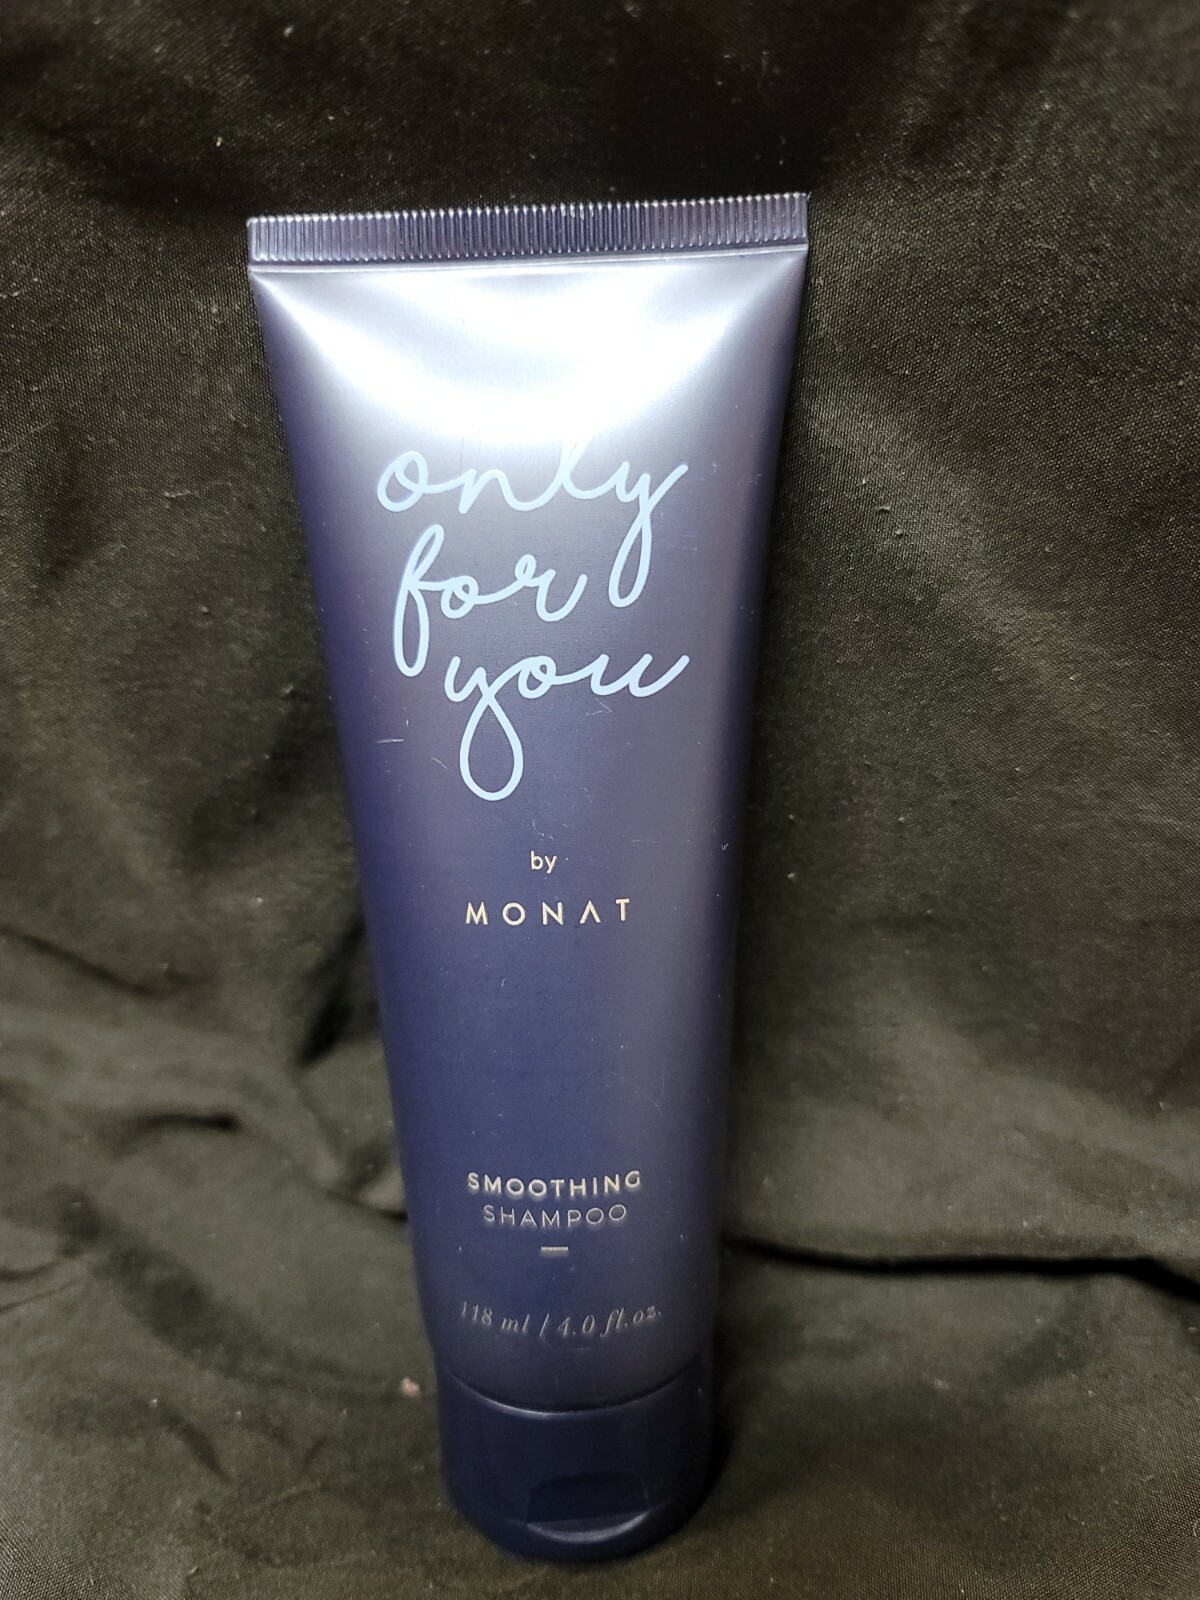 only
for
you
by
MONAT
SMOOTHING
SHAMPOO
118 ml / 4.0 fl.oz.